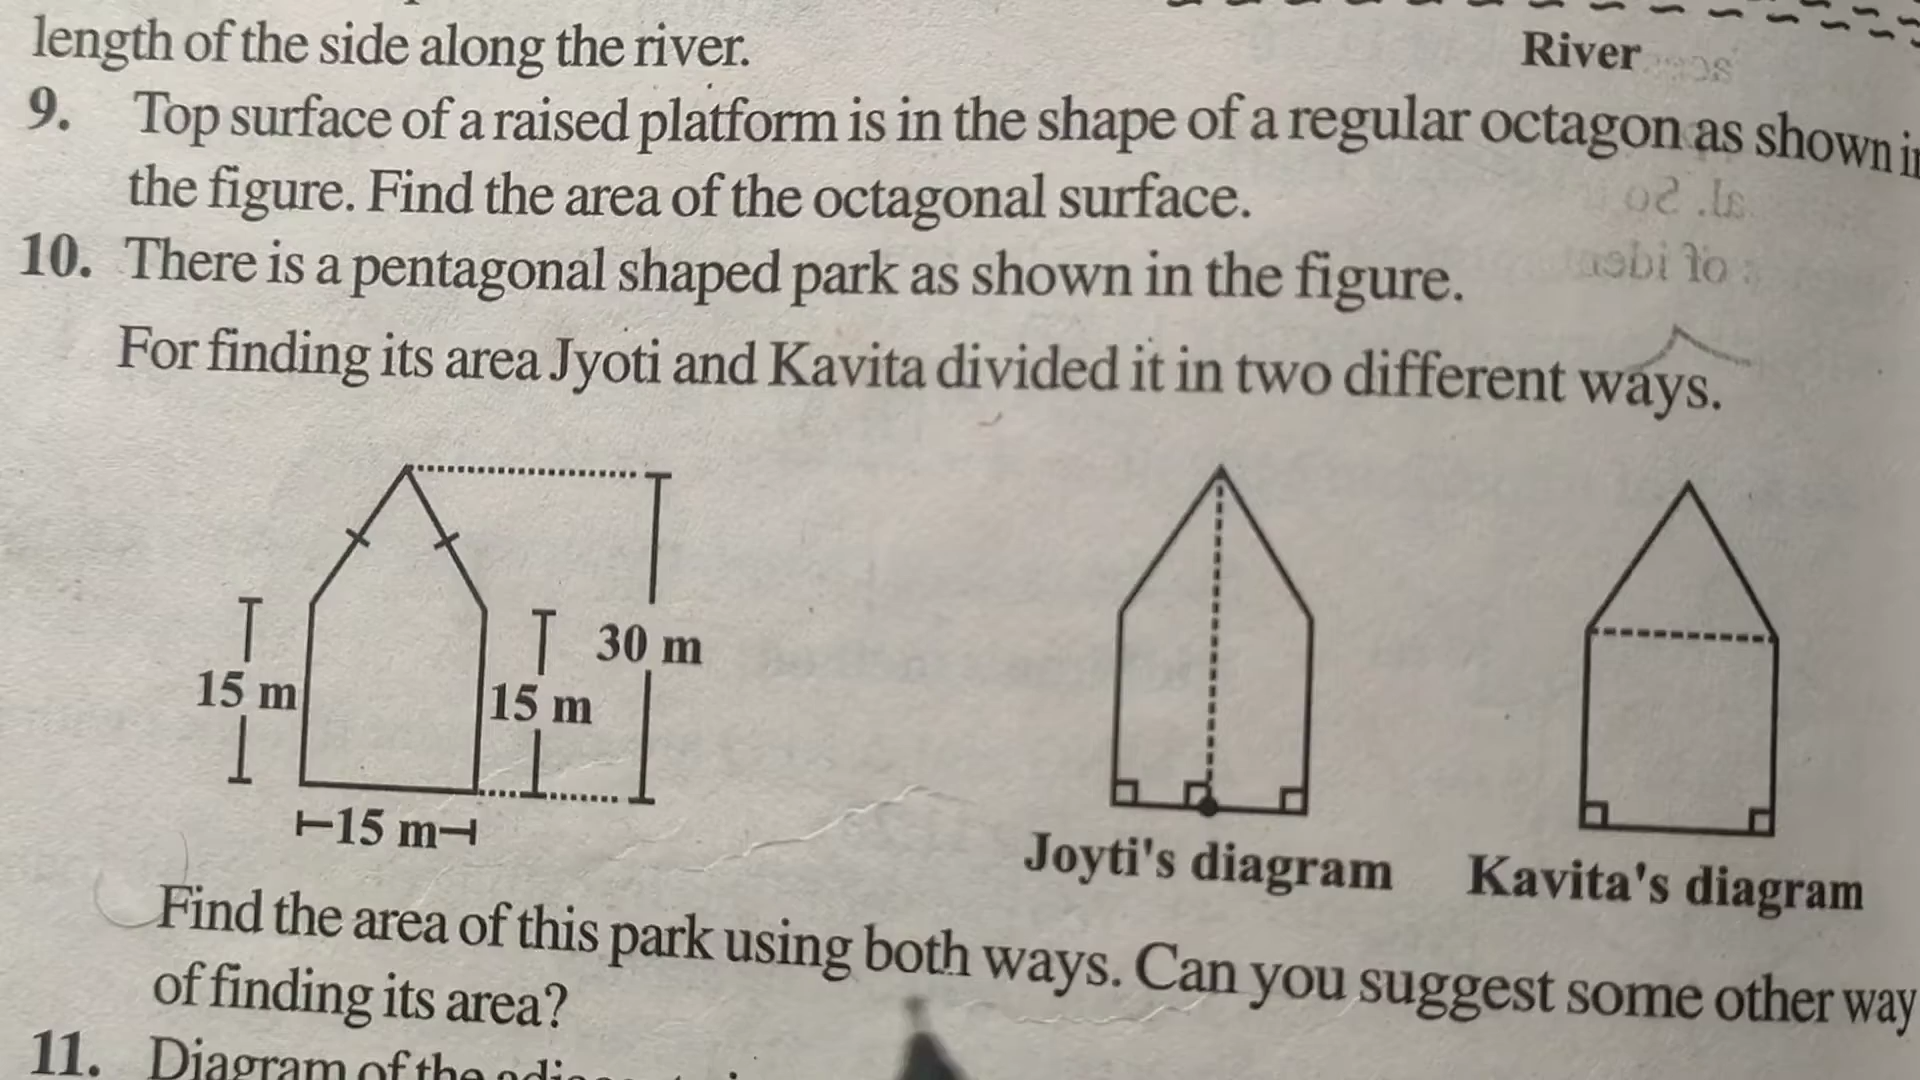 length of the side along the river.
River
9. Top surface of a raised platform is in the shape of a regular octagon as shown
the figure. Find the area of the octagonal surface.
10. There is a pentagonal shaped park as shown in the figure.
For finding its area Jyoti and Kavita divided it in two different ways.
30 m
15 m
15 m
15 m
Joyti's diagram
Kavita's diagram
Find the area of this park using both ways. Can you suggest some other way
of finding its area?
11. Diagram of the